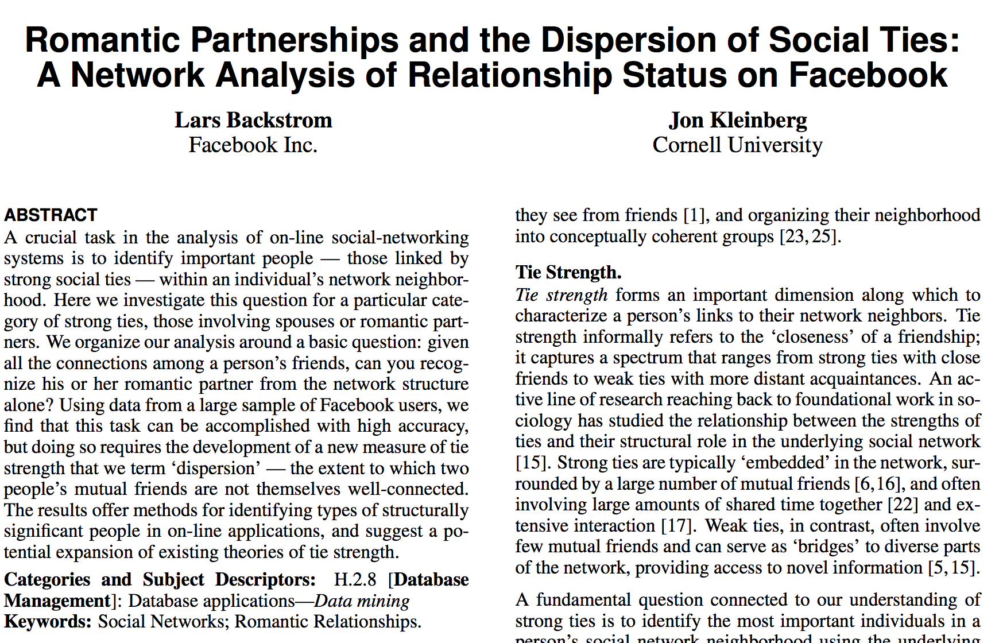 Romantic Partnerships and the Dispersion of Social Ties:
A Network Analysis of Relationship Status on Facebook
Lars Backstrom
Facebook Inc.
Jon Kleinberg
Cornell University
ABSTRACT
A crucial task in the analysis of on-line social-networking
systems is to identify important people — those linked by
strong social ties — within an individual's network neighbor-
hood. Here we investigate this question for a particular cate-
gory of strong ties, those involving spouses or romantic part-
ners. We organize our analysis around a basic question: given
all the connections among a person's friends, can you recog-
nize his or her romantic partner from the network structure
alone? Using data from a large sample of Facebook users, we
find that this task can be accomplished with high accuracy,
but doing so requires the development of a new measure of tie
strength that we term ‘dispersion’ — the extent to which two
people's mutual friends are not themselves well-connected.
The results offer methods for identifying types of structurally
significant people in on-line applications, and suggest a po-
tential expansion of existing theories of tie strength.
Categories and Subject Descriptors: H.2.8 [Database
Management]: Database applications—Data mining
Keywords: Social Networks; Romantic Relationships.
they see from friends [1], and organizing their neighborhood
into conceptually coherent groups [23, 25].
Tie Strength.
Tie strength forms an important dimension along which to
characterize a person's links to their network neighbors. Tie
strength informally refers to the ‘closeness’ of a friendship;
it captures a spectrum that ranges from strong ties with close
friends to weak ties with more distant acquaintances. An ac-
tive line of research reaching back to foundational work in so-
ciology has studied the relationship between the strengths of
ties and their structural role in the underlying social network
[15]. Strong ties are typically ‘embedded’ in the network, sur-
rounded by a large number of mutual friends [6, 16], and often
involving large amounts of shared time together [22] and ex-
tensive interaction [17]. Weak ties, in contrast, often involve
few mutual friends and can serve as ‘bridges’ to diverse parts
of the network, providing access to novel information [5, 15].
A fundamental question connected to our understanding of
strong ties is to identify the most important individuals in a
person's social network neighborhood using the underlying